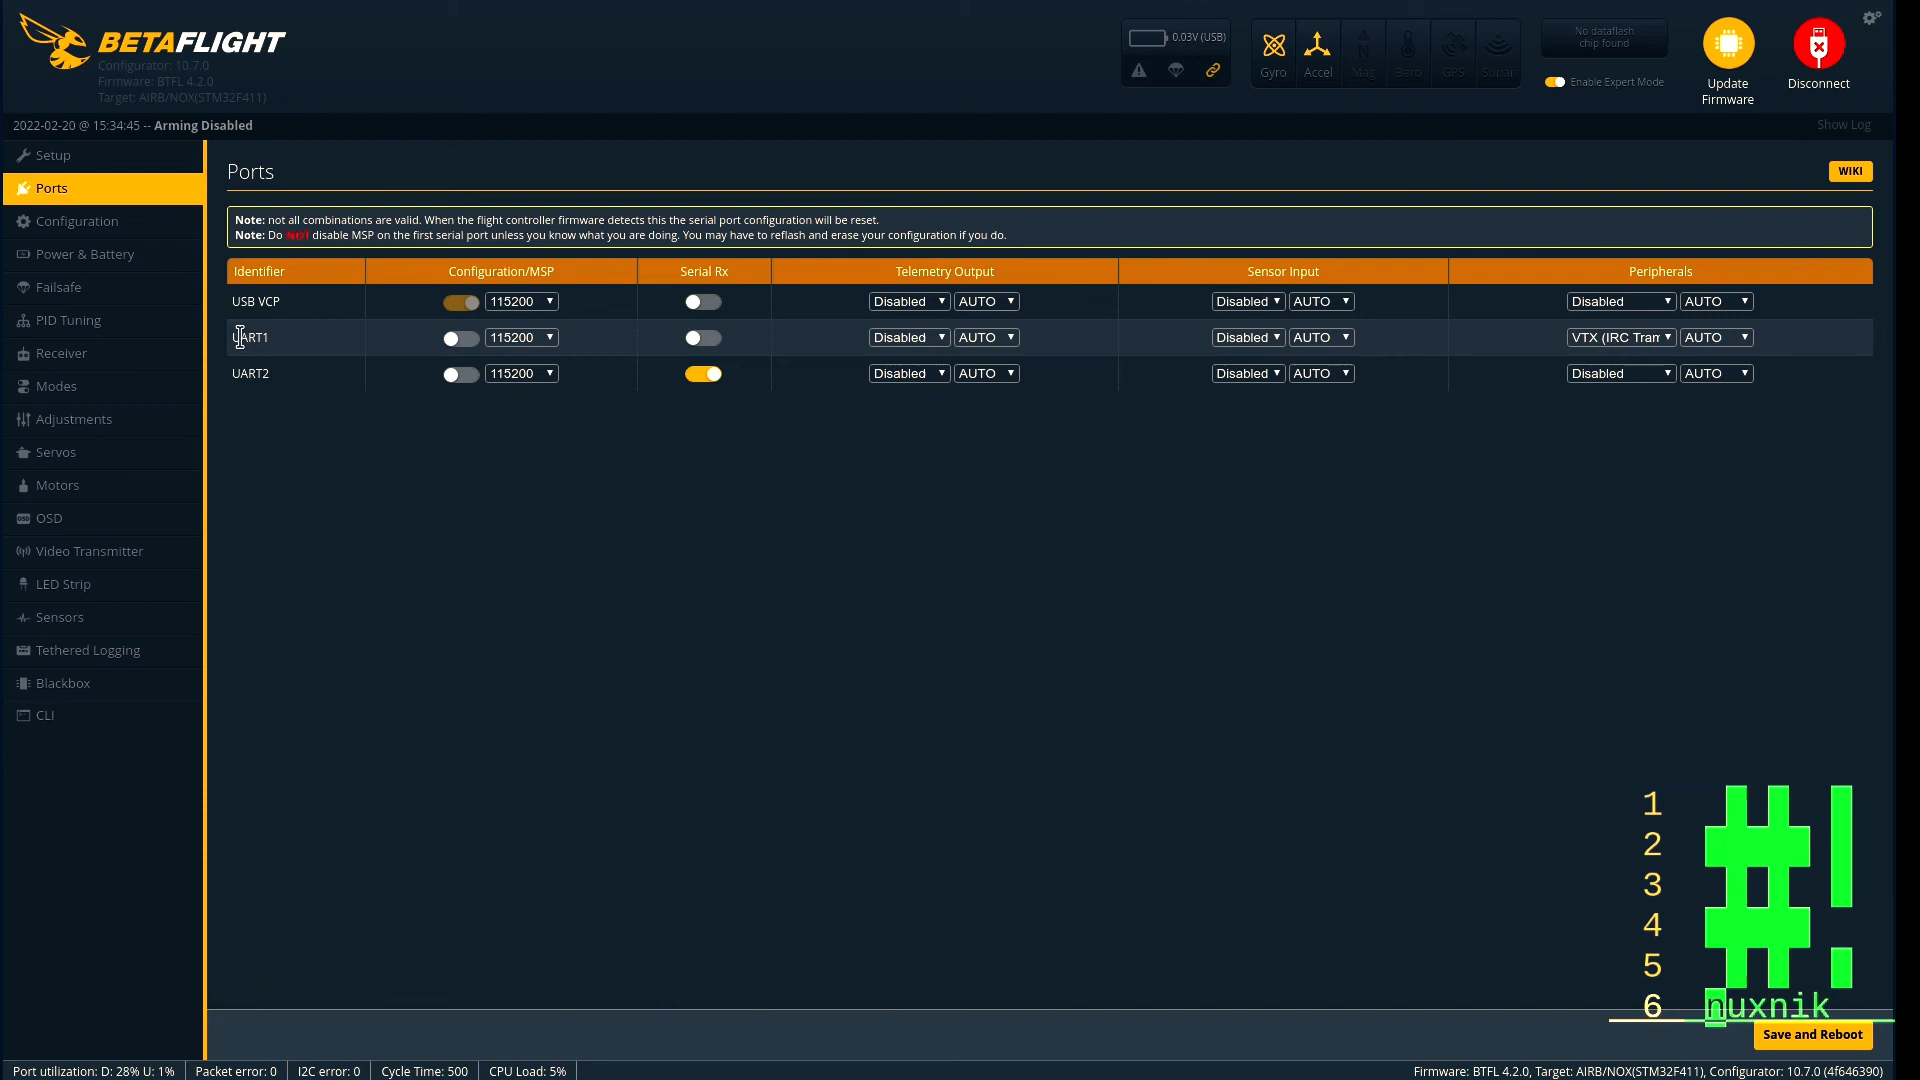 BETAFLIGHT
Configurator: 10.7.0
Firmware: BTFL 4.2.0
Target: AIRB/NOX(STM32F411)
0.03V (USB)
Gyro
Accel
Mag
Baro
GPS
Sonar
No dataflash
chip found
Enable Expert Mode
Update
Firmware
Disconnect
2022-02-20 @ 15:34:45 -- Arming Disabled
Show Log
Setup
Ports
Configuration
Power & Battery
Failsafe
PID Tuning
Receiver
Modes
Adjustments
Servos
Motors
OSD
Video Transmitter
LED Strip
Sensors
Tethered Logging
Blackbox
CLI
Ports
WIKI
Note: not all combinations are valid. When the flight controller firmware detects this the serial port configuration will be reset.
Note: Do NOT disable MSP on the first serial port unless you know what you are doing. You may have to reflash and erase your configuration if you do.
Identifier Configuration/MSP Serial Rx Telemetry Output Sensor Input Peripherals
USB VCP 115200 Disabled AUTO Disabled AUTO Disabled AUTO
UART1 115200 Disabled AUTO Disabled AUTO VTX (IRC Tram AUTO
UART2 115200 Disabled AUTO Disabled AUTO Disabled AUTO
1
2
3
4
5
6 nuxnik
#!
Save and Reboot
Port utilization: D: 28% U: 1% Packet error: 0 I2C error: 0 Cycle Time: 500 CPU Load: 5%
Firmware: BTFL 4.2.0, Target: AIRB/NOX(STM32F411), Configurator: 10.7.0 (4f646390)